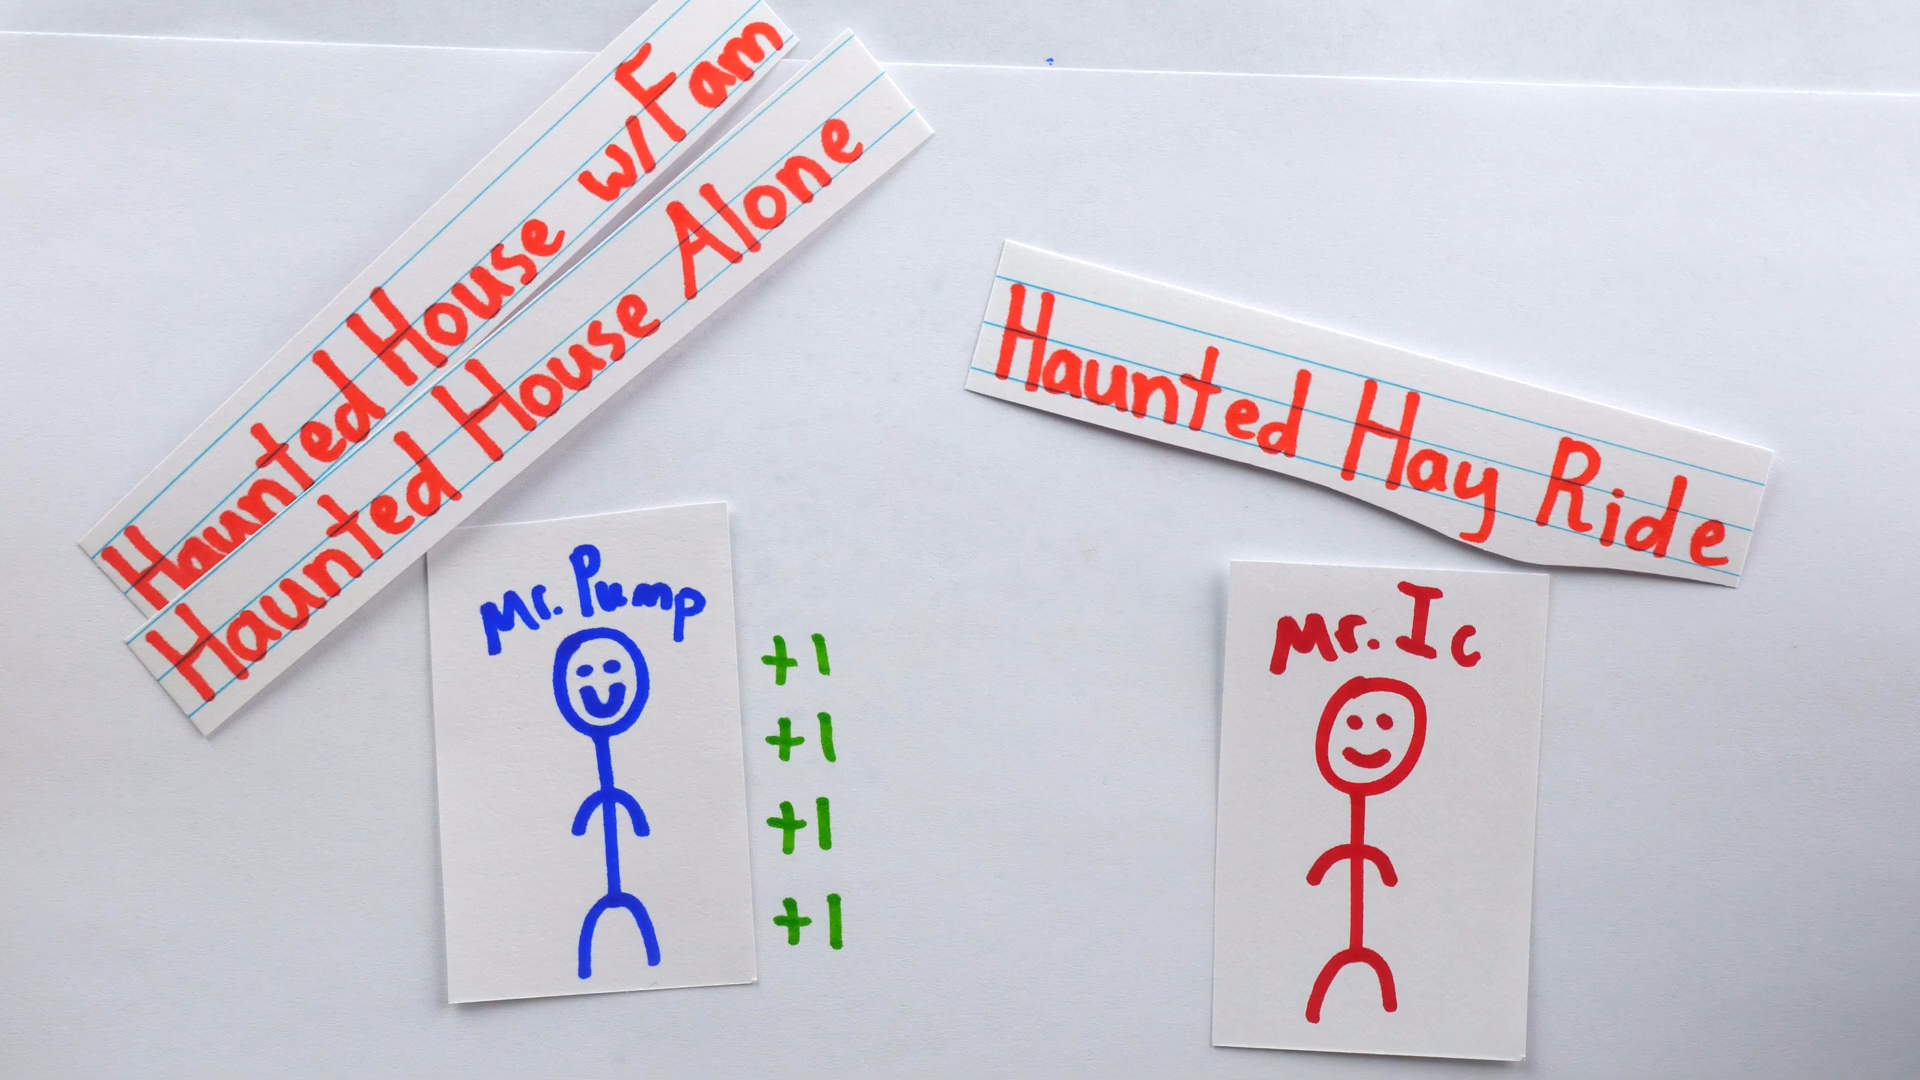 Haunted House w/Fam
Haunted House Alone
Haunted Hay Ride
Mr. Pump
+1
+1
+1
+1
Mr. Ic